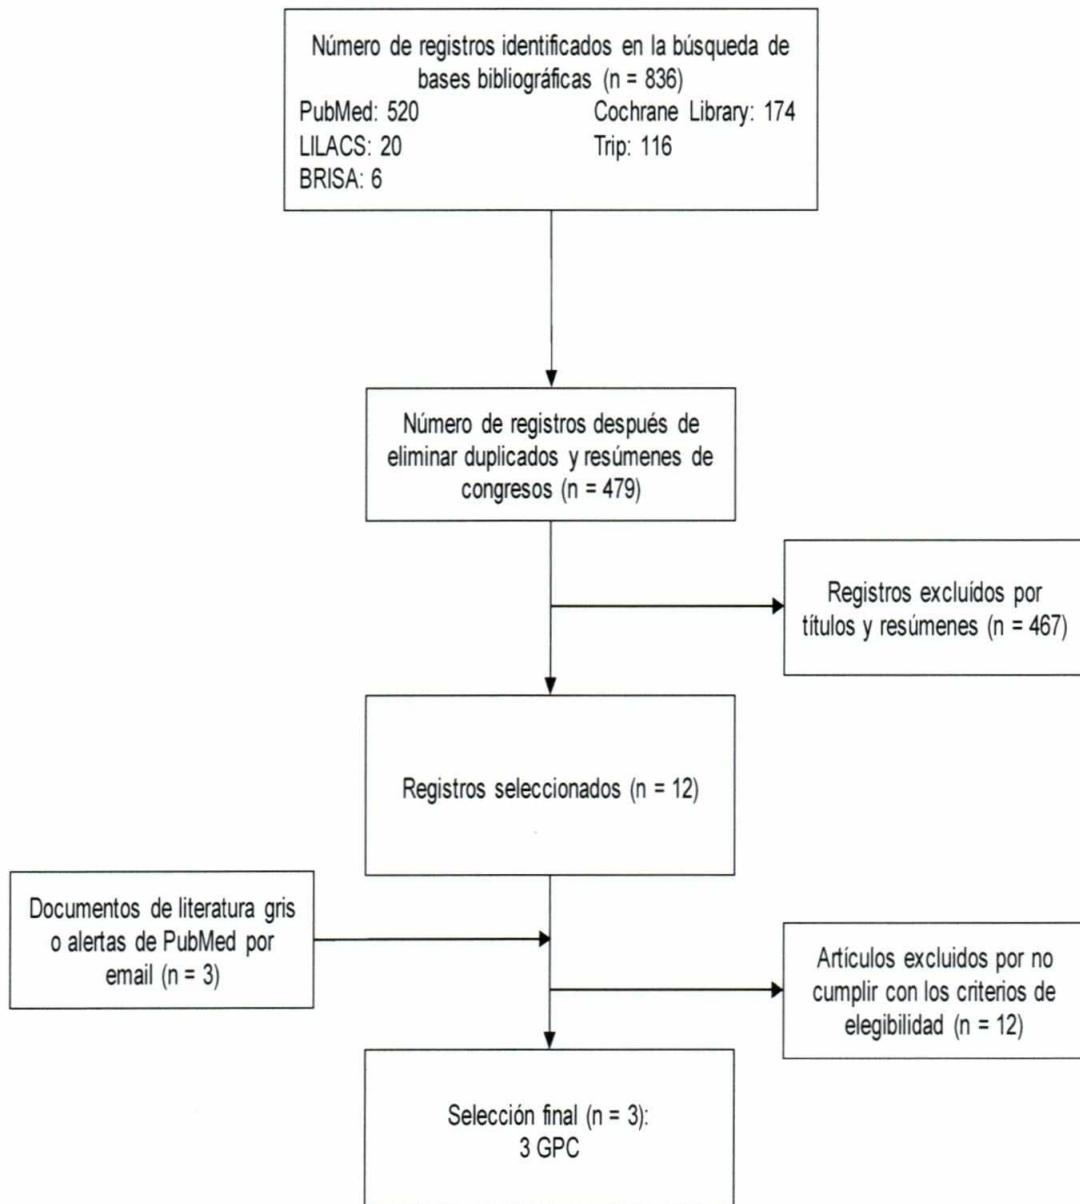 Número de registros identificados en la búsqueda de
bases bibliográficas (n = 836)
PubMed: 520 Cochrane Library: 174
LILACS: 20 Trip: 116
BRISA: 6
Número de registros después de
eliminar duplicados y resúmenes de
congresos (n = 479)
Registros excluídos por
títulos y resúmenes (n = 467)
Registros seleccionados (n = 12)
Documentos de literatura gris
o alertas de PubMed por
email (n = 3)
Artículos excluidos por no
cumplir con los criterios de
elegibilidad (n = 12)
Selección final (n = 3):
3 GPC